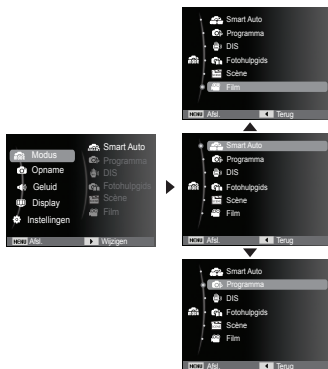 Smart Auto
Programma
DIS
Fotohulpgids
Scène
Film
MENU Afsl. Terug
Modus
Opname
Geluid
Display
Instellingen
Smart Auto
Programma
DIS
Fotohulpgids
Scène
Film
MENU Afsl. Wijzigen
Smart Auto
Programma
DIS
Fotohulpgids
Scène
Film
MENU Afsl. Terug
Smart Auto
Programma
DIS
Fotohulpgids
Scène
Film
MENU Afsl. Terug